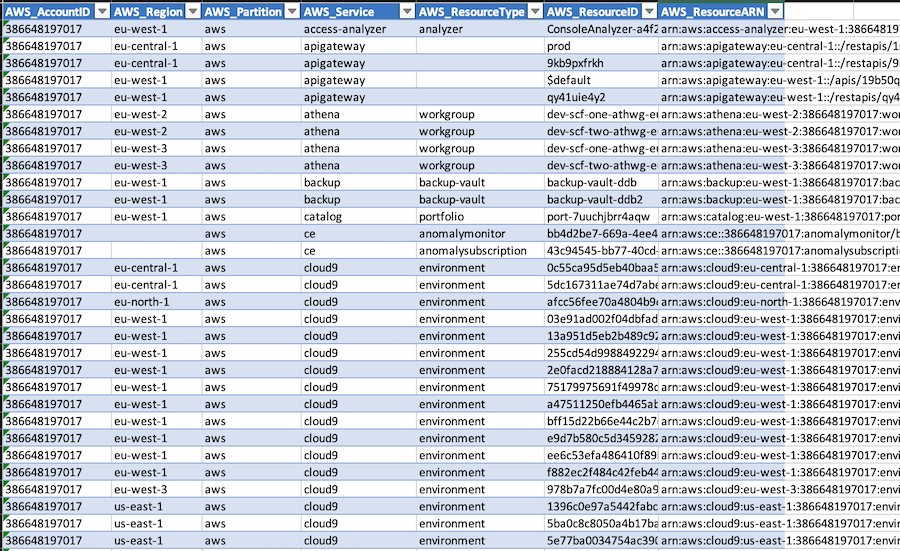 AWS_AccountID AWS_Region AWS_Partition AWS_Service AWS_ResourceType AWS_ResourceID AWS_ResourceARN
386648197017 eu-west-1 aws access-analyzer analyzer ConsoleAnalyzer-a4f2 arn:aws:access-analyzer:eu-west-1:3866481970
386648197017 eu-central-1 aws apigateway prod arn:aws:apigateway:eu-central-1::/restapis/1
386648197017 eu-central-1 aws apigateway 9kb9pxfrkh arn:aws:apigateway:eu-central-1::/restapis/9
386648197017 eu-west-1 aws apigateway $default arn:aws:apigateway:eu-west-1::/apis/19b50q
386648197017 eu-west-1 aws apigateway qy41uie4y2 arn:aws:apigateway:eu-west-1::/restapis/qy4
386648197017 eu-west-2 aws athena workgroup dev-scf-one-athwg-e arn:aws:athena:eu-west-2:386648197017:wo
386648197017 eu-west-2 aws athena workgroup dev-scf-two-athwg-e arn:aws:athena:eu-west-2:386648197017:wo
386648197017 eu-west-3 aws athena workgroup dev-scf-one-athwg-e arn:aws:athena:eu-west-3:386648197017:wo
386648197017 eu-west-3 aws athena workgroup dev-scf-two-athwg-e arn:aws:athena:eu-west-3:386648197017:wo
386648197017 eu-west-1 aws backup backup-vault backup-vault-ddb arn:aws:backup:eu-west-1:386648197017:bac
386648197017 eu-west-1 aws backup backup-vault backup-vault-ddb2 arn:aws:backup:eu-west-1:386648197017:bac
386648197017 eu-west-1 aws catalog portfolio port-7uuchjbrr4aqw arn:aws:catalog:eu-west-1:386648197017:por
386648197017 aws ce anomalymonitor bb4d2be7-669a-4ee4 arn:aws:ce::386648197017:anomalymonitor/b
386648197017 aws ce anomalysubscription 43c94545-bb77-40cd- arn:aws:ce::386648197017:anomalysubscripti
386648197017 eu-central-1 aws cloud9 environment 0c55ca95d5eb40baa5 arn:aws:cloud9:eu-central-1:386648197017:en
386648197017 eu-central-1 aws cloud9 environment 5dc167311ae74d7abe arn:aws:cloud9:eu-central-1:386648197017:en
386648197017 eu-north-1 aws cloud9 environment afcc56fee70a4804b9 arn:aws:cloud9:eu-north-1:386648197017:env
386648197017 eu-west-1 aws cloud9 environment 03e91ad002f04dbfad arn:aws:cloud9:eu-west-1:386648197017:envi
386648197017 eu-west-1 aws cloud9 environment 13a951d5eb2b489c92 arn:aws:cloud9:eu-west-1:386648197017:envi
386648197017 eu-west-1 aws cloud9 environment 255cd54d9988492294 arn:aws:cloud9:eu-west-1:386648197017:envi
386648197017 eu-west-1 aws cloud9 environment 2e0facd218884128a7 arn:aws:cloud9:eu-west-1:386648197017:envi
386648197017 eu-west-1 aws cloud9 environment 75179975691f49978c arn:aws:cloud9:eu-west-1:386648197017:envi
386648197017 eu-west-1 aws cloud9 environment a47511250efb4465ab arn:aws:cloud9:eu-west-1:386648197017:envi
386648197017 eu-west-1 aws cloud9 environment bff15d22b66e44c2b7 arn:aws:cloud9:eu-west-1:386648197017:envi
386648197017 eu-west-1 aws cloud9 environment e9d7b580c5d3459282 arn:aws:cloud9:eu-west-1:386648197017:envi
386648197017 eu-west-1 aws cloud9 environment ee6c53efa486410f89 arn:aws:cloud9:eu-west-1:386648197017:envi
386648197017 eu-west-1 aws cloud9 environment f882ec2f484c42feb44 arn:aws:cloud9:eu-west-1:386648197017:envi
386648197017 eu-west-3 aws cloud9 environment 978b7a7fc00d4e80a9 arn:aws:cloud9:eu-west-3:386648197017:envi
386648197017 us-east-1 aws cloud9 environment 1396c0e97a5442fabc arn:aws:cloud9:us-east-1:386648197017:envir
386648197017 us-east-1 aws cloud9 environment 5ba0c8c8050a4b17ba arn:aws:cloud9:us-east-1:386648197017:envir
386648197017 us-east-1 aws cloud9 environment 5e77ba0034754ac390 arn:aws:cloud9:us-east-1:386648197017:envir